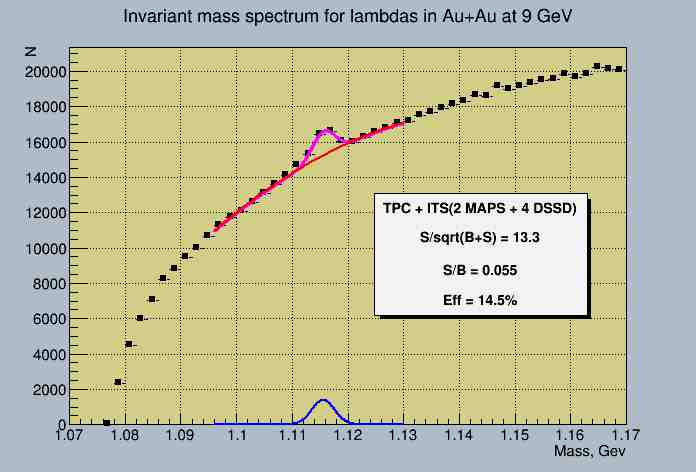 Invariant mass spectrum for lambdas in Au+Au at 9 GeV
N
20000
18000
16000
14000
12000
10000
8000
6000
4000
2000
0
TPC + ITS(2 MAPS + 4 DSSD)
S/sqrt(B+S) = 13.3
S/B = 0.055
Eff = 14.5%
1.07 1.08 1.09 1.1 1.11 1.12 1.13 1.14 1.15 1.16 1.17
Mass, Gev